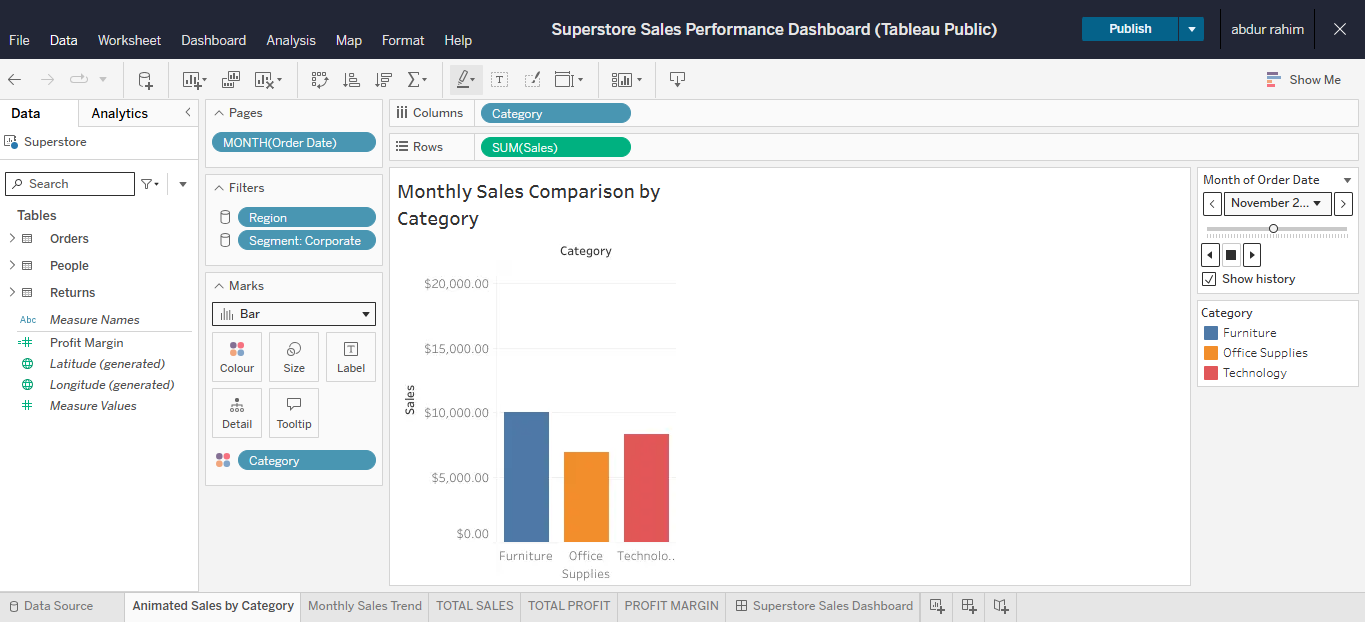 Superstore Sales Performance Dashboard (Tableau Public)
Publish
abdur rahim
File Data Worksheet Dashboard Analysis Map Format Help
Show Me
Data Analytics
Superstore
Search
Tables
Orders
People
Returns
Abc Measure Names
Profit Margin
Latitude (generated)
Longitude (generated)
Measure Values
Pages
MONTH(Order Date)
Filters
Region
Segment: Corporate
Marks
Bar
Colour Size Label
Detail Tooltip
Category
Columns Category
Rows SUM(Sales)
Monthly Sales Comparison by
Category
Category
Sales
$20,000.00
$15,000.00
$10,000.00
$5,000.00
$0.00
Furniture Office Technolo..
Supplies
Month of Order Date
November 2...
Show history
Category
Furniture
Office Supplies
Technology
Data Source Animated Sales by Category Monthly Sales Trend TOTAL SALES TOTAL PROFIT PROFIT MARGIN Superstore Sales Dashboard